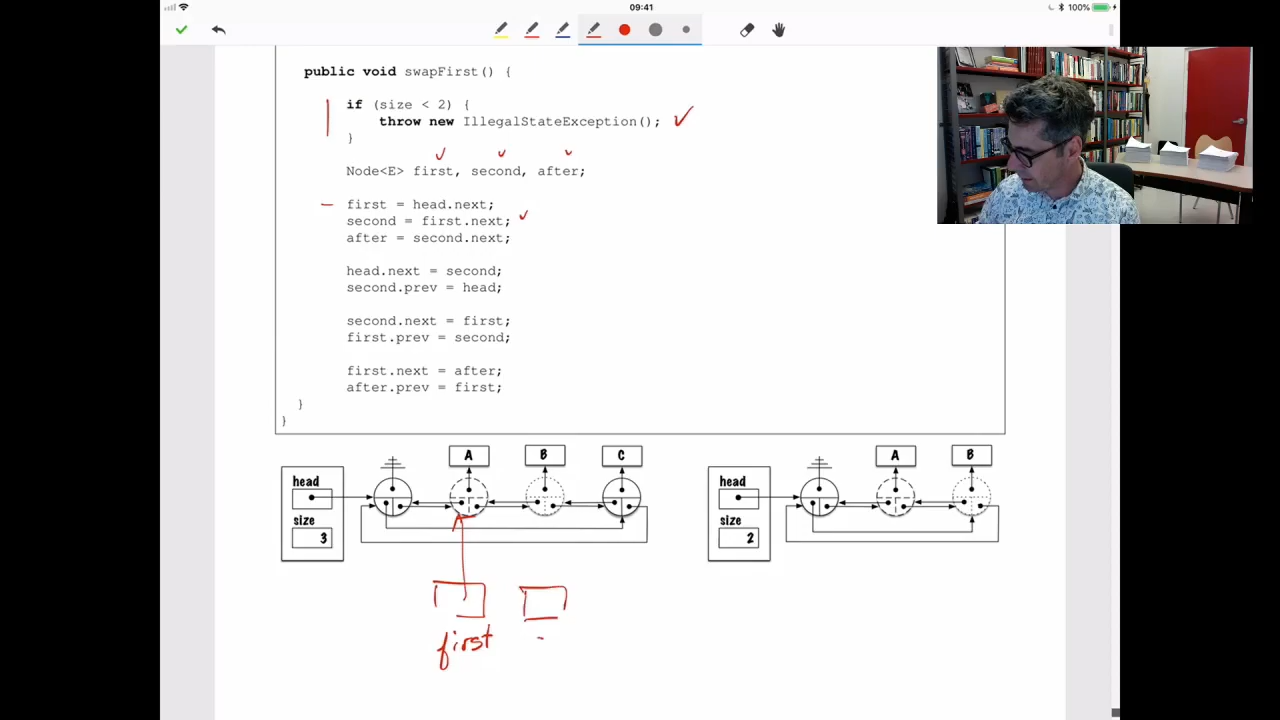 09:41
100%
public void swapFirst() {
if (size < 2) {
throw new IllegalStateException();
}
Node<E> first, second, after;
first = head.next;
second = first.next;
after = second.next;
head.next = second;
second.prev = head;
second.next = first;
first.prev = second;
first.next = after;
after.prev = first;
}
}
A B C
head
size
3
A B
head
size
2
first